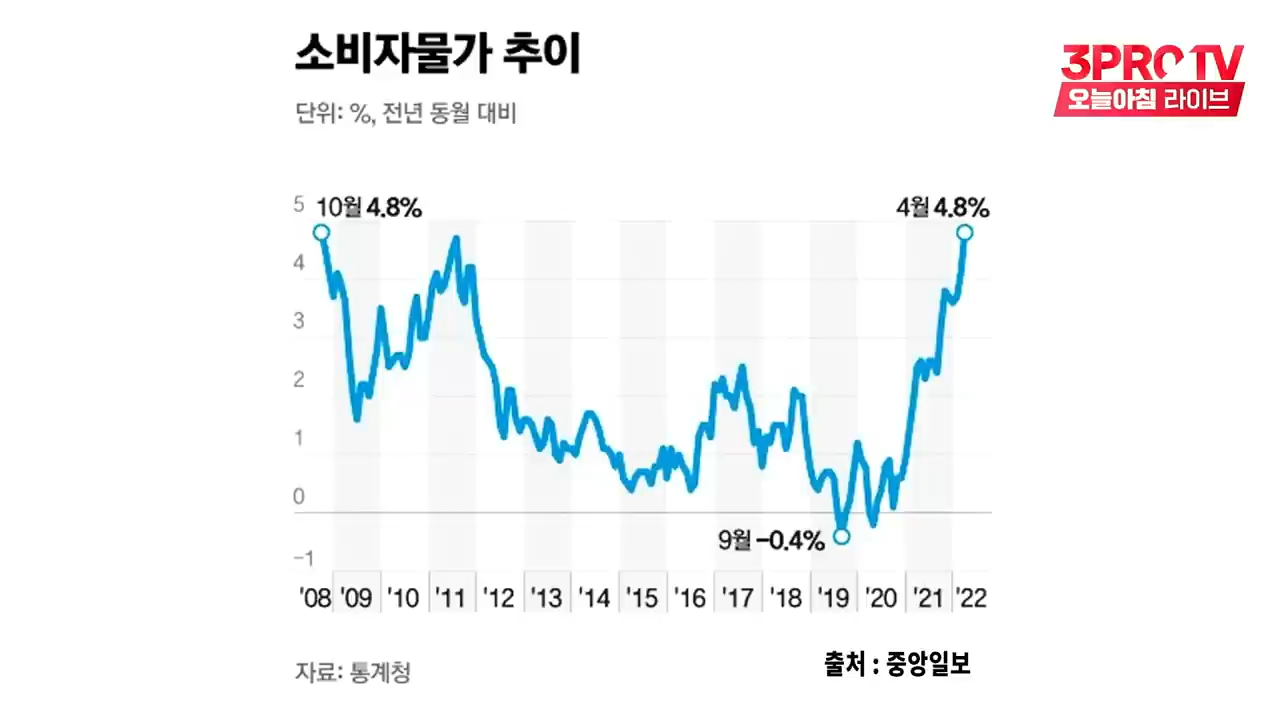 소비자물가 추이
단위: %, 전년 동월 대비
3PRO TV
오늘아침 라이브
5
4
3
2
1
0
-1
10월 4.8%
4월 4.8%
9월 -0.4%
'08 '09 '10 '11 '12 '13 '14 '15 '16 '17 '18 '19 '20 '21 '22
자료: 통계청
출처 : 중앙일보